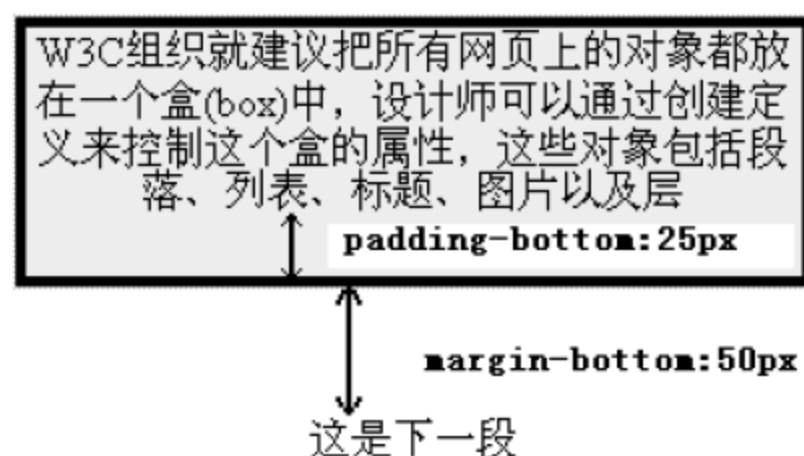 W3C组织就建议把所有网页上的对象都放
在一个盒(box)中，设计师可以通过创建定
义来控制这个盒的属性，这些对象包括段
落、列表、标题、图片以及层
padding-bottom:25px
margin-bottom:50px
这是下一段